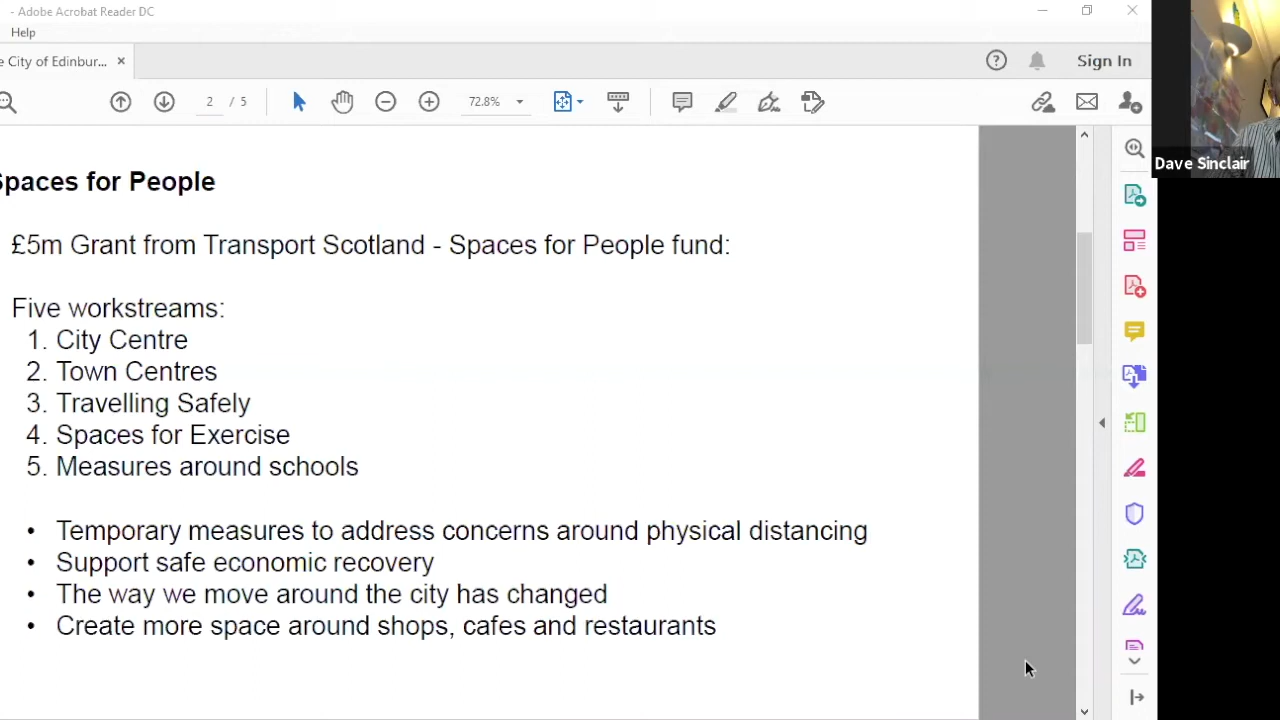 - Adobe Acrobat Reader DC
Help
e City of Edinbur... ×
Sign In
2 / 5
72.8%
Dave Sinclair
Spaces for People
£5m Grant from Transport Scotland - Spaces for People fund:
Five workstreams:
1. City Centre
2. Town Centres
3. Travelling Safely
4. Spaces for Exercise
5. Measures around schools
• Temporary measures to address concerns around physical distancing
• Support safe economic recovery
• The way we move around the city has changed
• Create more space around shops, cafes and restaurants